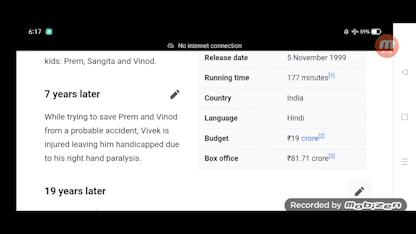 6:17
59%
No internet connection
kids: Prem, Sangita and Vinod.
7 years later
While trying to save Prem and Vinod
from a probable accident, Vivek is
injured leaving him handicapped due
to his right hand paralysis.
19 years later
Release date 5 November 1999
Running time 177 minutes[1]
Country India
Language Hindi
Budget ₹19 crore[2]
Box office ₹81.71 crore[3]
Recorded by
Mobizen